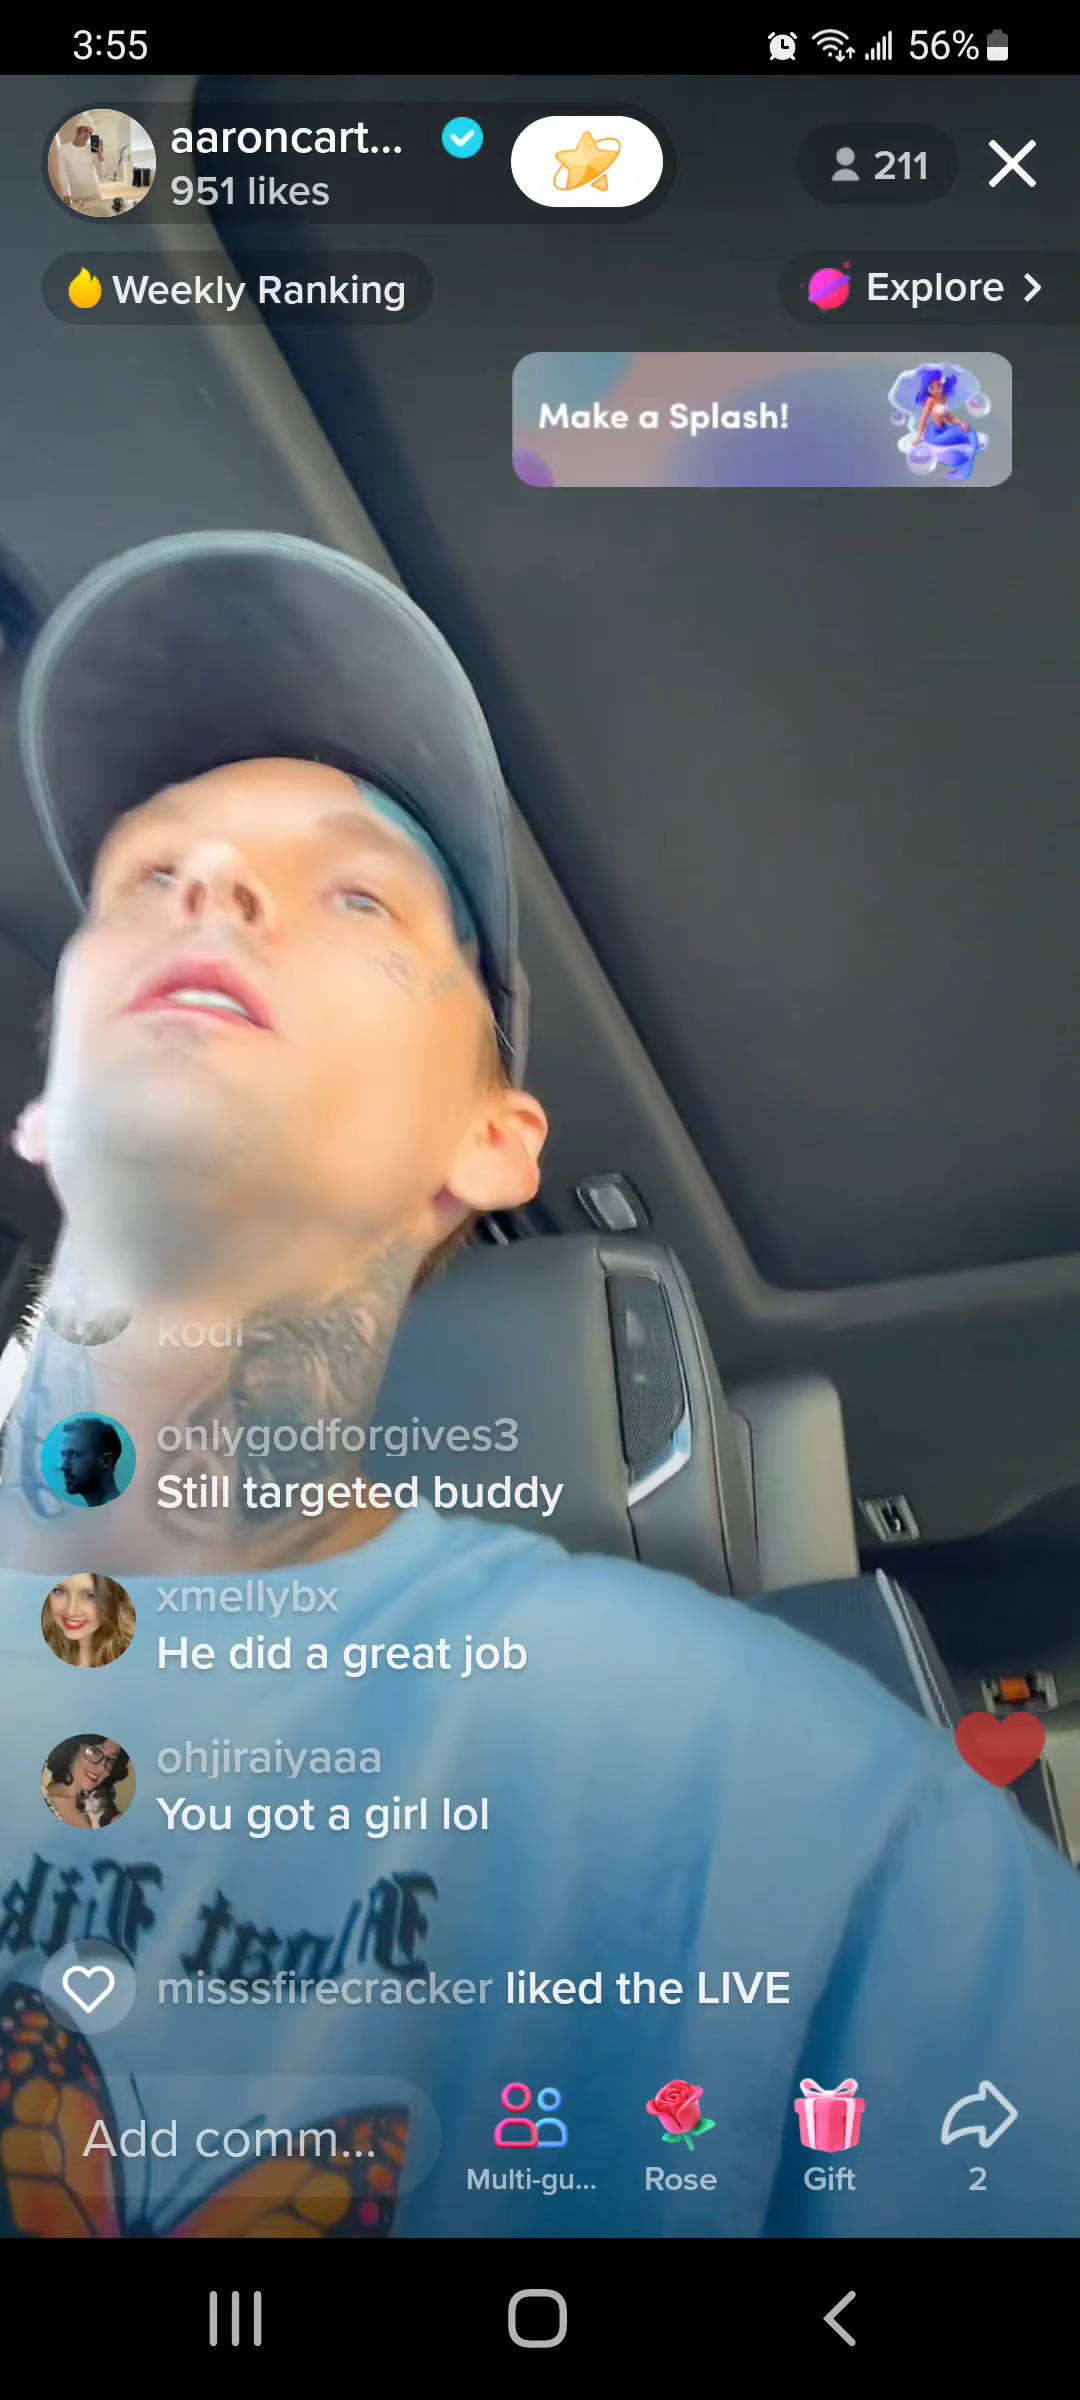 3:55
56%
aaroncart...
951 likes
211
Weekly Ranking
Explore
Make a Splash!
kodi
onlygodforgives3
Still targeted buddy
xmellybx
He did a great job
ohjiraiyaaa
You got a girl lol
misssfirecracker liked the LIVE
Add comm...
Multi-gu...
Rose
Gift
2